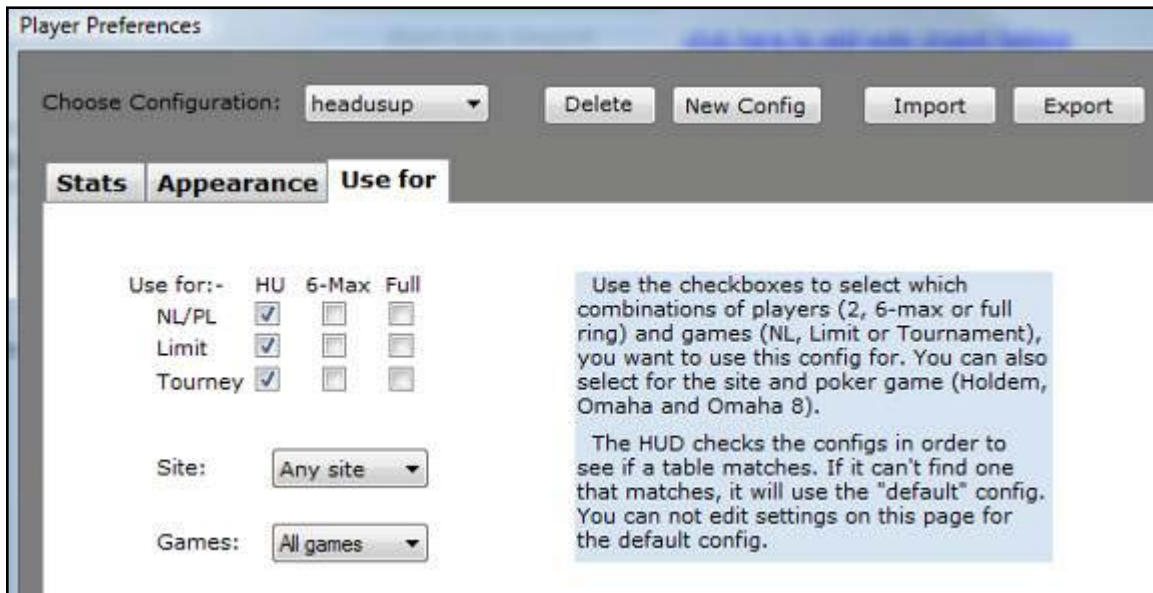 Player Preferences
Choose Configuration: headusup Delete New Config Import Export
Stats Appearance Use for
Use for:- HU 6-Max Full
NL/PL
Limit
Tourney
Site: Any site
Games: All games
Use the checkboxes to select which
combinations of players (2, 6-max or full
ring) and games (NL, Limit or Tournament),
you want to use this config for. You can also
select for the site and poker game (Holdem,
Omaha and Omaha 8).
The HUD checks the configs in order to
see if a table matches. If it can't find one
that matches, it will use the "default" config.
You can not edit settings on this page for
the default config.